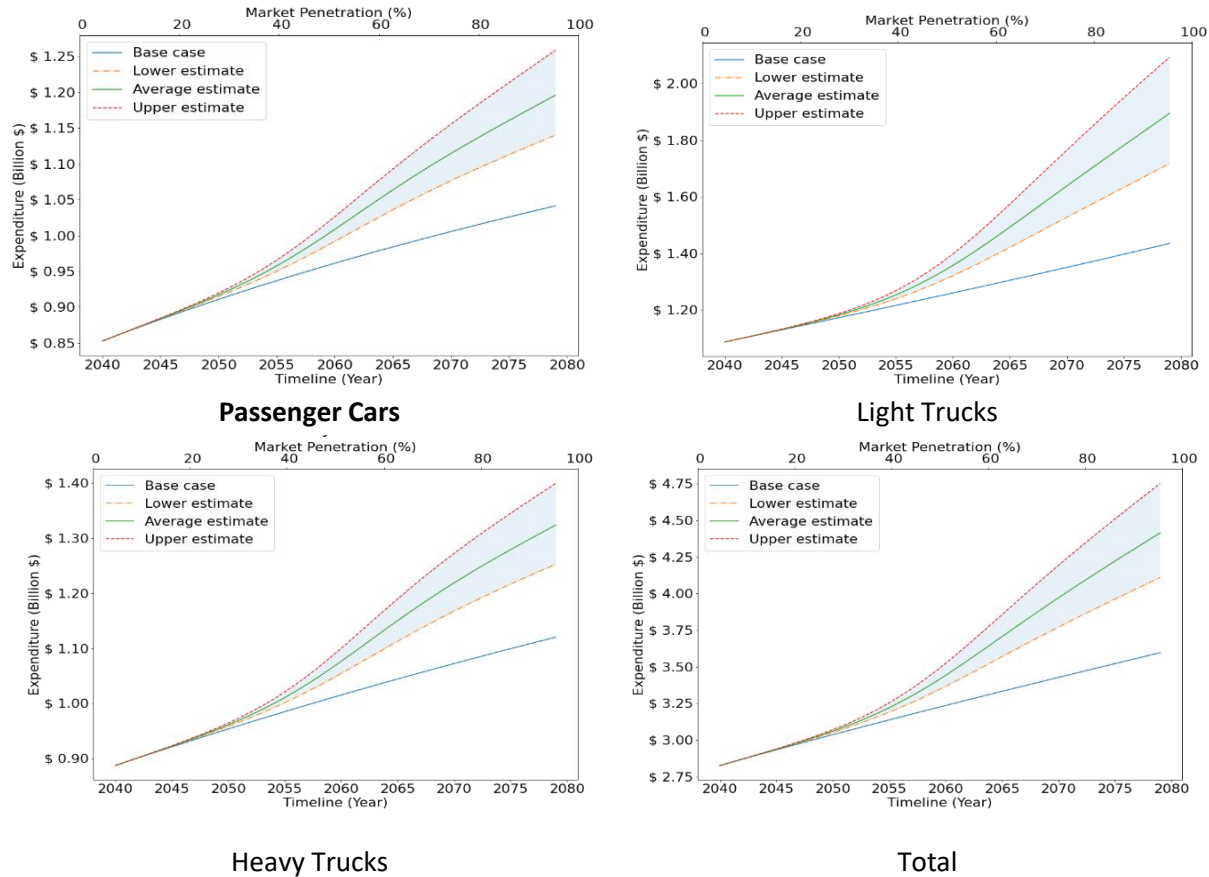 Market Penetration (%)
0 20 40 60 80 100
$ 1.25
$ 1.20
$ 1.15
$ 1.10
$ 1.05
$ 1.00
$ 0.95
$ 0.90
$ 0.85
Expenditure (Billion $)
Base case
Lower estimate
Average estimate
Upper estimate
2040 2045 2050 2055 2060 2065 2070 2075 2080
Timeline (Year)
Passenger Cars
Market Penetration (%)
0 20 40 60 80 100
$ 2.00
$ 1.80
$ 1.60
$ 1.40
$ 1.20
Expenditure (Billion $)
Base case
Lower estimate
Average estimate
Upper estimate
2040 2045 2050 2055 2060 2065 2070 2075 2080
Timeline (Year)
Light Trucks
Market Penetration (%)
0 20 40 60 80 100
$ 1.40
$ 1.30
$ 1.20
$ 1.10
$ 1.00
$ 0.90
Expenditure (Billion $)
Base case
Lower estimate
Average estimate
Upper estimate
2040 2045 2050 2055 2060 2065 2070 2075 2080
Timeline (Year)
Heavy Trucks
Market Penetration (%)
0 20 40 60 80 100
$ 4.75
$ 4.50
$ 4.25
$ 4.00
$ 3.75
$ 3.50
$ 3.25
$ 3.00
$ 2.75
Expenditure (Billion $)
Base case
Lower estimate
Average estimate
Upper estimate
2040 2045 2050 2055 2060 2065 2070 2075 2080
Timeline (Year)
Total